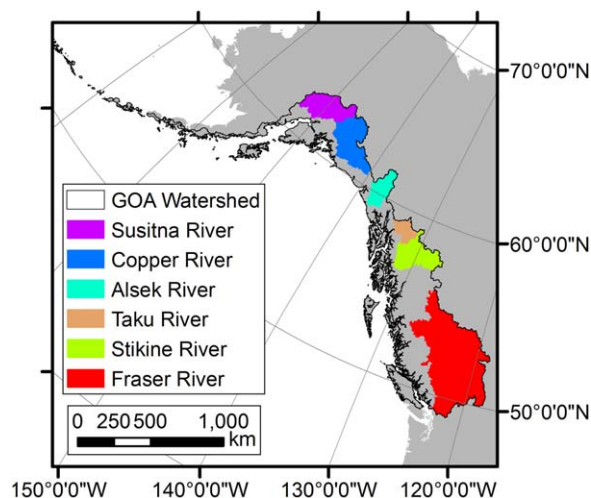 70°0'0"N
GOA Watershed
Susitna River
Copper River
Alsek River
Taku River
Stikine River
Fraser River
60°0'0"N
0 250 500 1,000
km
50°0'0"N
150°0'0"W 140°0'0"W 130°0'0"W 120°0'0"W